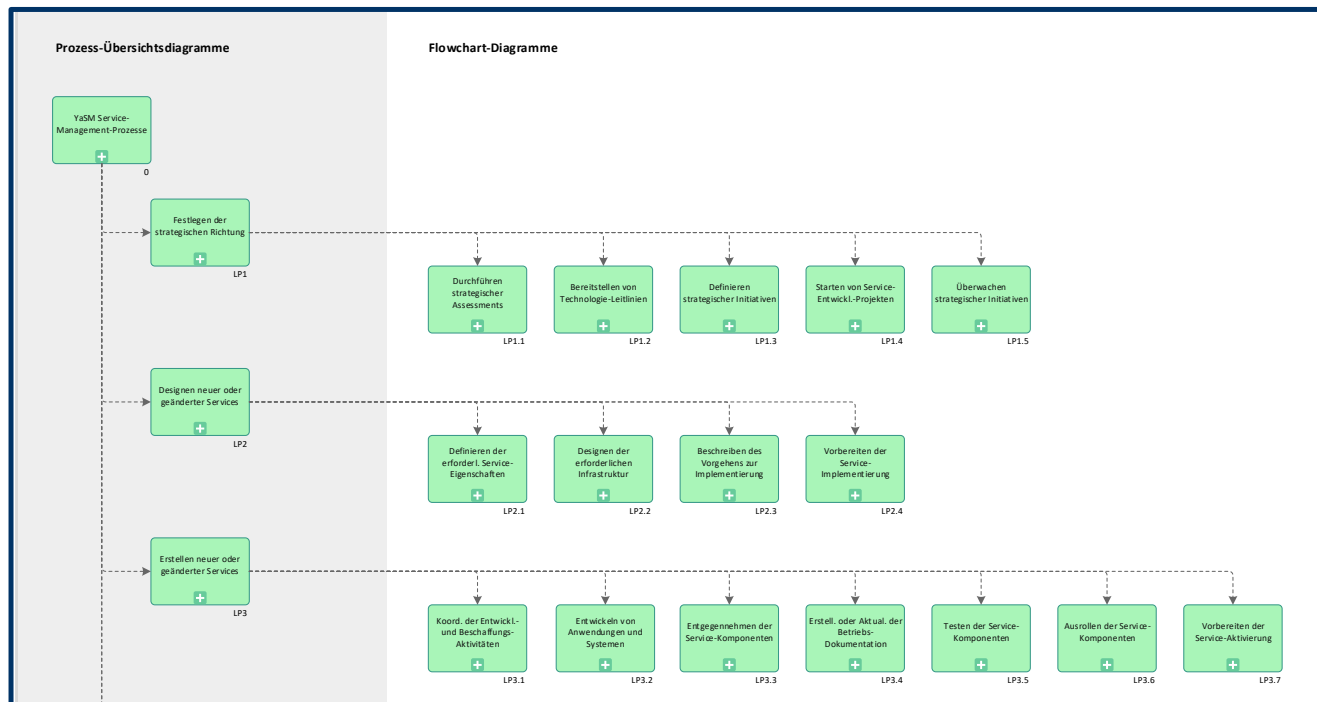 Prozess-Übersichtsdiagramme
Flowchart-Diagramme
YaSM Service-
Management-Prozesse
0
Festlegen der
strategischen Richtung
LP1
Durchführen
strategischer
Assessments
LP1.1
Bereitstellen von
Technologie-Leitlinien
LP1.2
Definieren
strategischer Initiativen
LP1.3
Starten von Service-
Entwickl.-Projekten
LP1.4
Überwachen
strategischer Initiativen
LP1.5
Designen neuer oder
geänderter Services
LP2
Definieren der
erforderl. Service-
Eigenschaften
LP2.1
Designen der
erforderlichen
Infrastruktur
LP2.2
Beschreiben des
Vorgehens zur
Implementierung
LP2.3
Vorbereiten der
Service-
Implementierung
LP2.4
Erstellen neuer oder
geänderter Services
LP3
Koord. der Entwickl.-
und Beschaffungs-
Aktivitäten
LP3.1
Entwickeln von
Anwendungen und
Systemen
LP3.2
Entgegennehmen der
Service-Komponenten
LP3.3
Erstell. oder Aktual. der
Betriebs-
Dokumentation
LP3.4
Testen der Service-
Komponenten
LP3.5
Ausrollen der Service-
Komponenten
LP3.6
Vorbereiten der
Service-Aktivierung
LP3.7